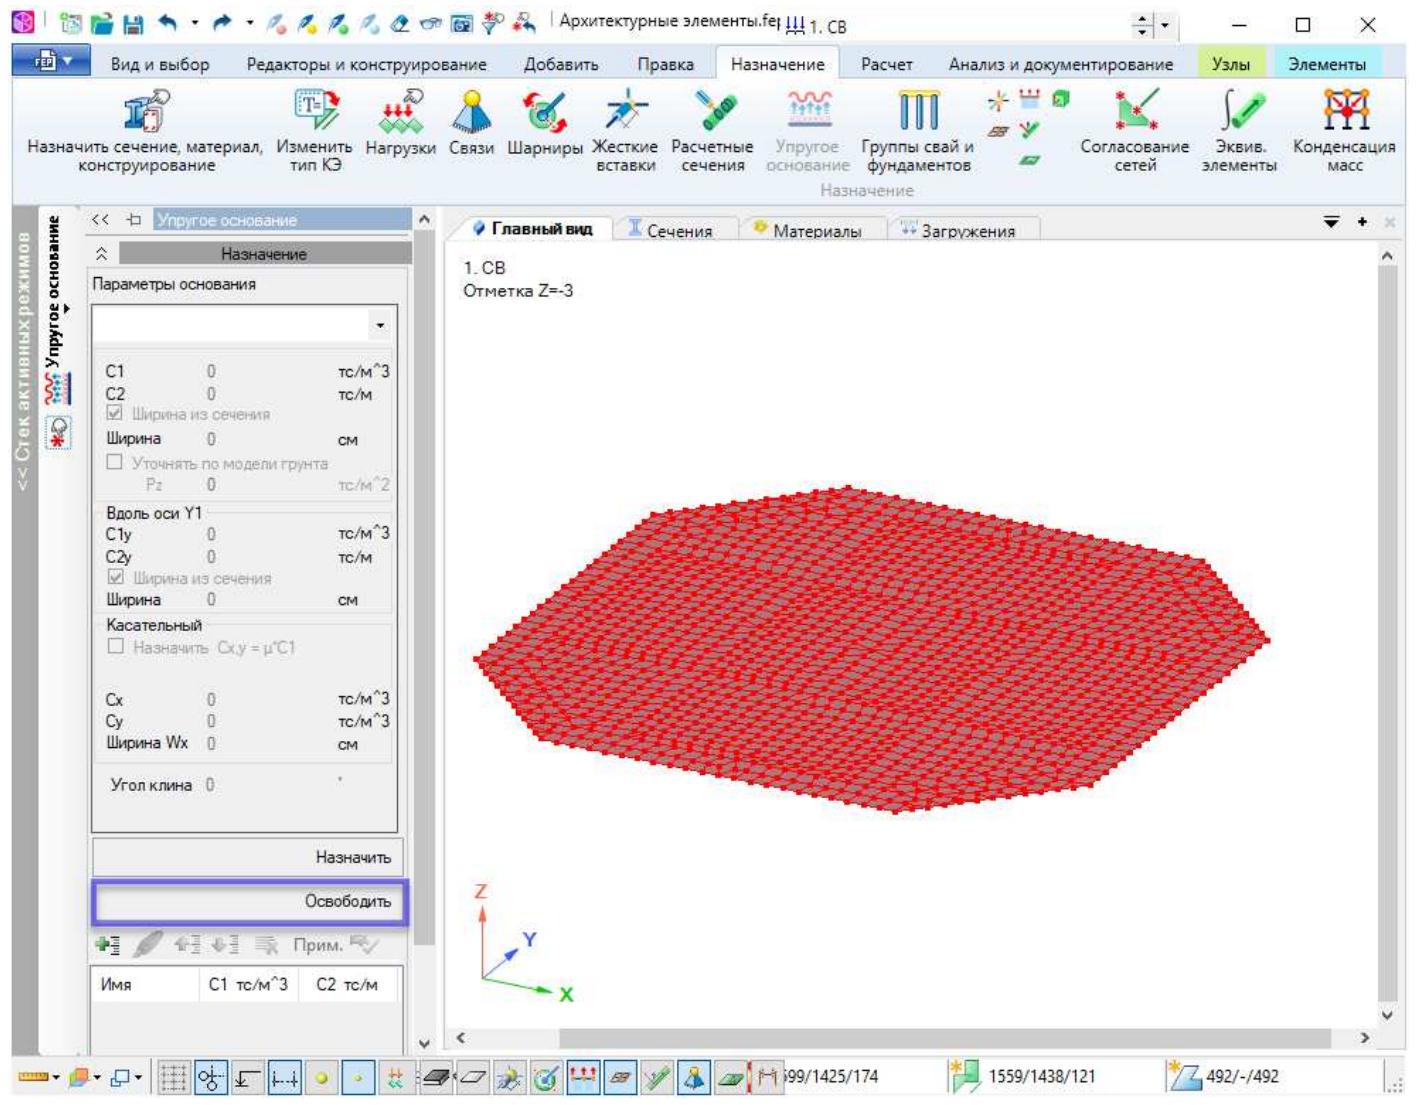 Архитектурные элементы.fep 1. СВ
FEP Вид и выбор Редакторы и конструирование Добавить Правка Назначение Расчет Анализ и документирование Узлы Элементы
Назначить сечение, материал, конструирование
Изменить тип КЭ
Нагрузки
Связи
Шарниры
Жесткие вставки
Расчетные сечения
Упругое основание
Группы свай и фундаментов
Согласование сетей
Эквив. элементы
Конденсация масс
Назначение
<< Стек активных режимов
Упругое основание
<< Упругое основание
Назначение
Параметры основания
C1 0 тс/м^3
C2 0 тс/м
Ширина из сечения
Ширина 0 см
Уточнять по модели грунта
Pz 0 тс/м^2
Вдоль оси Y1
C1y 0 тс/м^3
C2y 0 тс/м
Ширина из сечения
Ширина 0 см
Касательный
Назначить Cx,y = μ*C1
Cx 0 тс/м^3
Cy 0 тс/м^3
Ширина Wx 0 см
Угол клина 0 °
Назначить
Освободить
Прим.
Имя C1 тс/м^3 C2 тс/м
Главный вид Сечения Материалы Загружения
1. СВ
Отметка Z=-3
Z
Y
X
599/1425/174 1559/1438/121 492/-/492